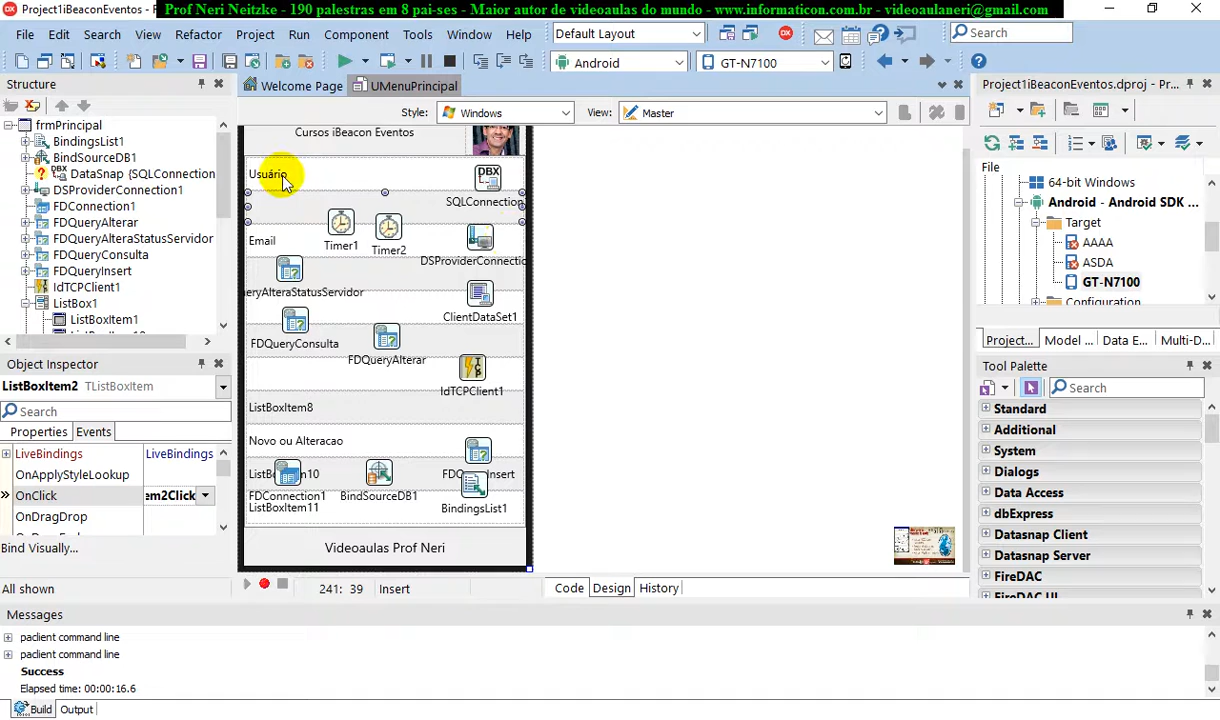 Project1iBeaconEventos - F
Prof Neri Neitzke - 190 palestras em 8 pai-ses - Maior autor de videoaulas do mundo - www.informaticon.com.br - videoaulaneri@gmail.com
File Edit Search View Refactor Project Run Component Tools Window Help
Default Layout
DX
Search
Android
GT-N7100
Structure
frmPrincipal
BindingsList1
BindSourceDB1
DataSnap {SQLConnection
DSProviderConnection1
FDConnection1
FDQueryAlterar
FDQueryAlteraStatusServidor
FDQueryConsulta
FDQueryInsert
IdTCPClient1
ListBox1
ListBoxItem1
Object Inspector
ListBoxItem2 TListBoxItem
Search
Properties Events
LiveBindings LiveBindings
OnApplyStyleLookup
OnClick em2Click
OnDragDrop
Bind Visually...
All shown
Welcome Page UMenuPrincipal
Style: Windows View: Master
Cursos iBeacon Eventos
Usuário
DBX
SQLConnection
Timer1
Timer2
Email
DSProviderConnectio
eryAlteraStatusServidor
ClientDataSet1
FDQueryConsulta
FDQueryAlterar
IdTCPClient1
ListBoxItem8
Novo ou Alteracao
FDConnection1
BindSourceDB1
ListBoxItem11
BindingsList1
Videoaulas Prof Neri
241: 39 Insert
Code Design History
Project1iBeaconEventos.dproj - Pr...
File
64-bit Windows
Android - Android SDK ...
Target
AAAA
ASDA
GT-N7100
Configuration
Project... Model ... Data E... Multi-D...
Tool Palette
Search
Standard
Additional
System
Dialogs
Data Access
dbExpress
Datasnap Client
Datasnap Server
FireDAC
FireDAC UI
Messages
paclient command line
paclient command line
Success
Elapsed time: 00:00:16.6
Build Output